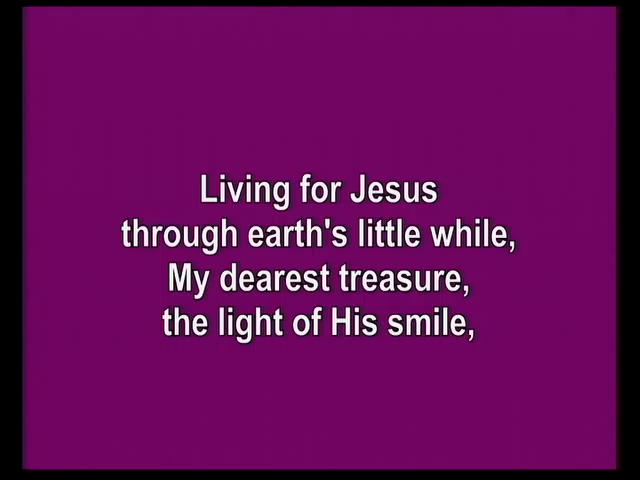 Living for Jesus
through earth's little while,
My dearest treasure,
the light of His smile,